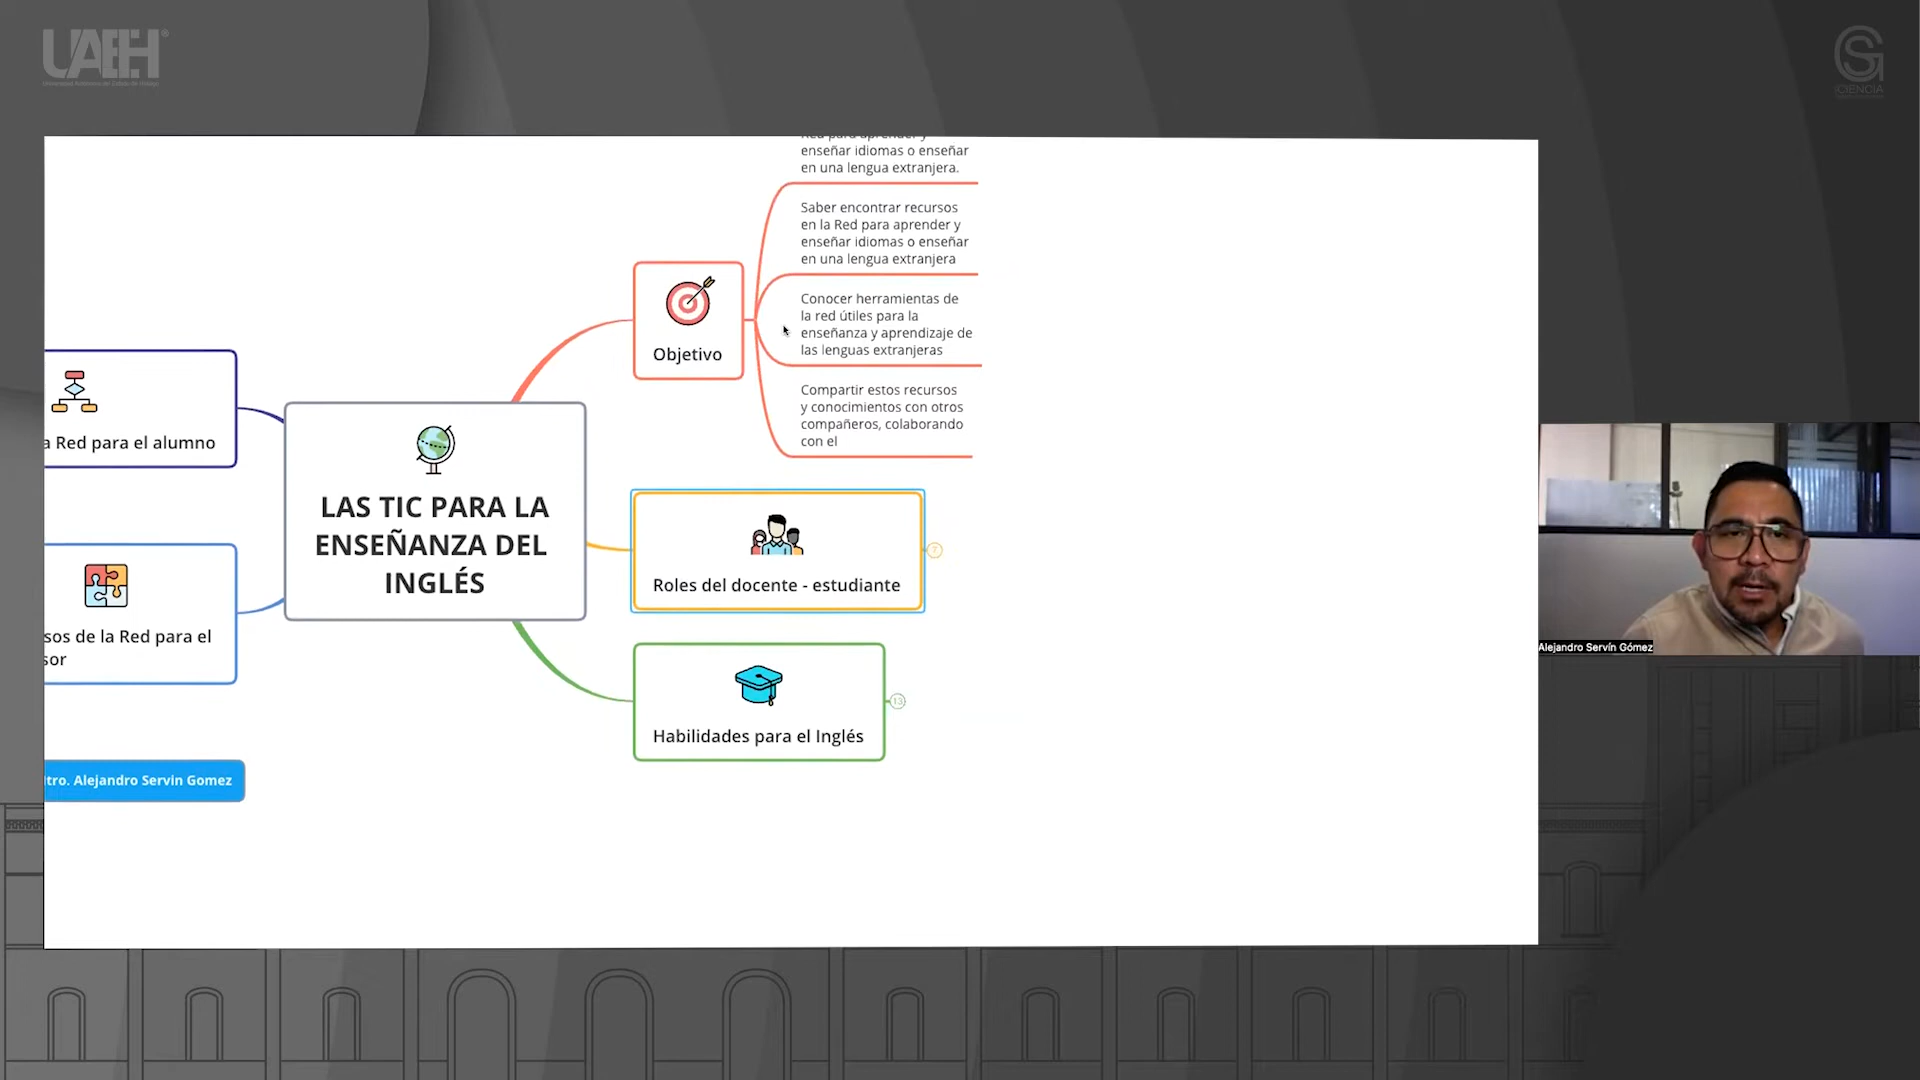 UAEH
CIENCIA
enseñar idiomas o enseñar
en una lengua extranjera.
Saber encontrar recursos
en la Red para aprender y
enseñar idiomas o enseñar
en una lengua extranjera
Objetivo
Conocer herramientas de
la red útiles para la
enseñanza y aprendizaje de
las lenguas extranjeras
Compartir estos recursos
y conocimientos con otros
compañeros, colaborando
con el
a Red para el alumno
LAS TIC PARA LA
ENSEÑANZA DEL
INGLÉS
Roles del docente - estudiante
7
sos de la Red para el
sor
Habilidades para el Inglés
13
tro. Alejandro Servin Gomez
Alejandro Servín Gómez